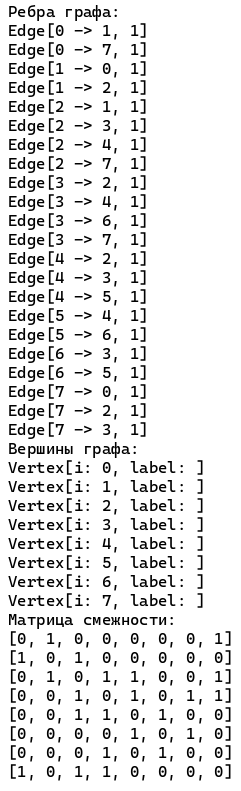 Ребра графа:
Edge[0 -> 1, 1]
Edge[0 -> 7, 1]
Edge[1 -> 0, 1]
Edge[1 -> 2, 1]
Edge[2 -> 1, 1]
Edge[2 -> 3, 1]
Edge[2 -> 4, 1]
Edge[2 -> 7, 1]
Edge[3 -> 2, 1]
Edge[3 -> 4, 1]
Edge[3 -> 6, 1]
Edge[3 -> 7, 1]
Edge[4 -> 2, 1]
Edge[4 -> 3, 1]
Edge[4 -> 5, 1]
Edge[5 -> 4, 1]
Edge[5 -> 6, 1]
Edge[6 -> 3, 1]
Edge[6 -> 5, 1]
Edge[7 -> 0, 1]
Edge[7 -> 2, 1]
Edge[7 -> 3, 1]
Вершины графа:
Vertex[i: 0, label: ]
Vertex[i: 1, label: ]
Vertex[i: 2, label: ]
Vertex[i: 3, label: ]
Vertex[i: 4, label: ]
Vertex[i: 5, label: ]
Vertex[i: 6, label: ]
Vertex[i: 7, label: ]
Матрица смежности:
[0, 1, 0, 0, 0, 0, 0, 1]
[1, 0, 1, 0, 0, 0, 0, 0]
[0, 1, 0, 1, 1, 0, 0, 1]
[0, 0, 1, 0, 1, 0, 1, 1]
[0, 0, 1, 1, 0, 1, 0, 0]
[0, 0, 0, 0, 1, 0, 1, 0]
[0, 0, 0, 1, 0, 1, 0, 0]
[1, 0, 1, 1, 0, 0, 0, 0]